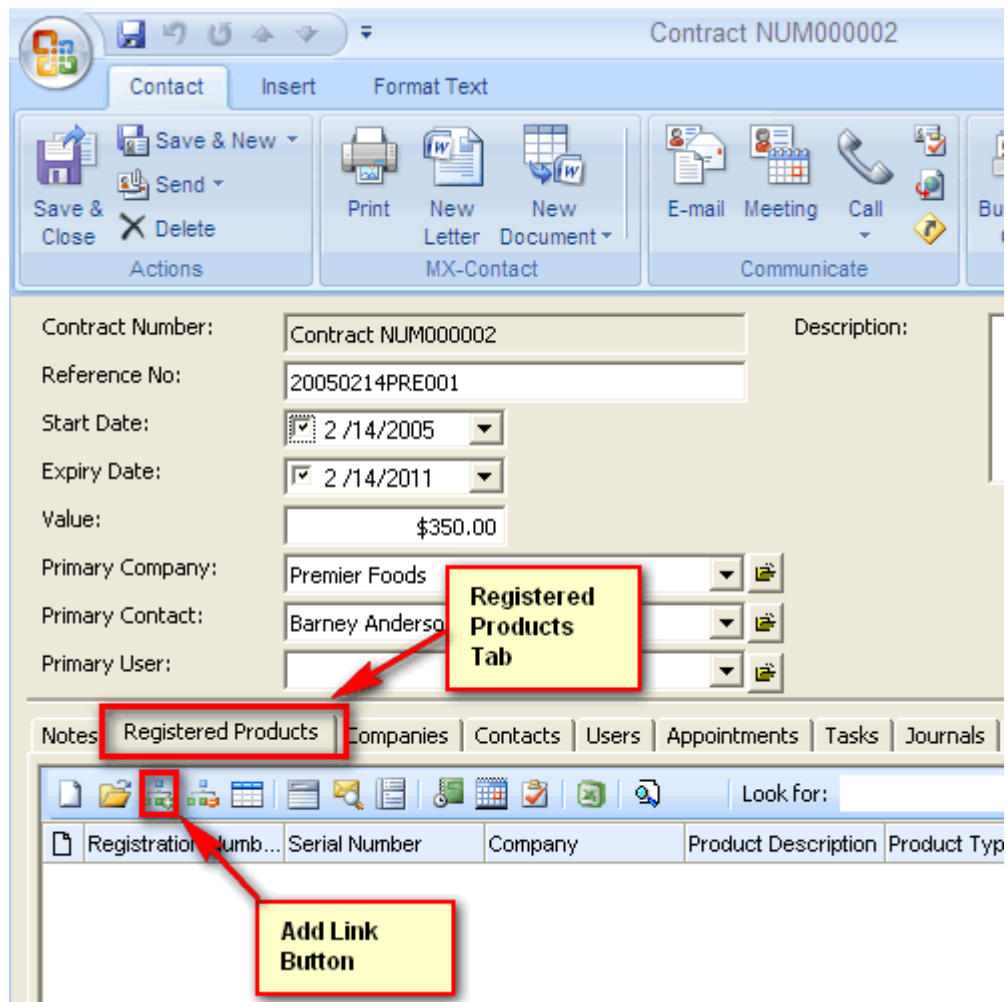 Contract NUM000002
Contact Insert Format Text
Save & New
Send
Delete
Save &
Close
Actions
Print
New
Letter
New
Document
MX-Contact
E-mail
Meeting
Call
Communicate
Bu
Contract Number: Contract NUM000002
Description:
Reference No: 20050214PRE001
Start Date: 2 /14/2005
Expiry Date: 2 /14/2011
Value: $350.00
Primary Company: Premier Foods
Primary Contact: Barney Anderso
Primary User:
Registered
Products
Tab
Notes Registered Products Companies Contacts Users Appointments Tasks Journals
Look for:
Registration Numb... Serial Number Company Product Description Product Typ
Add Link
Button